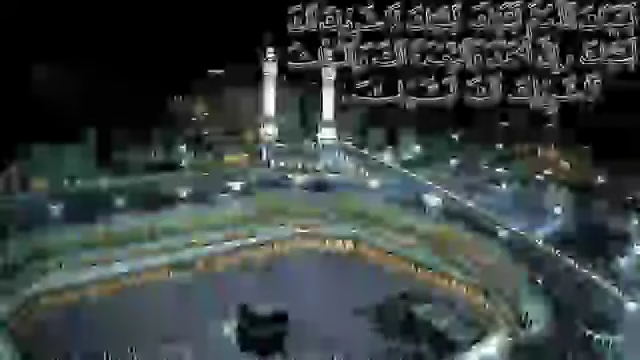 لبيك اللهم لبيك لبيك لا شريك لك
لبيك إن الحمد والنعمة لك والملك
لا شريك لك